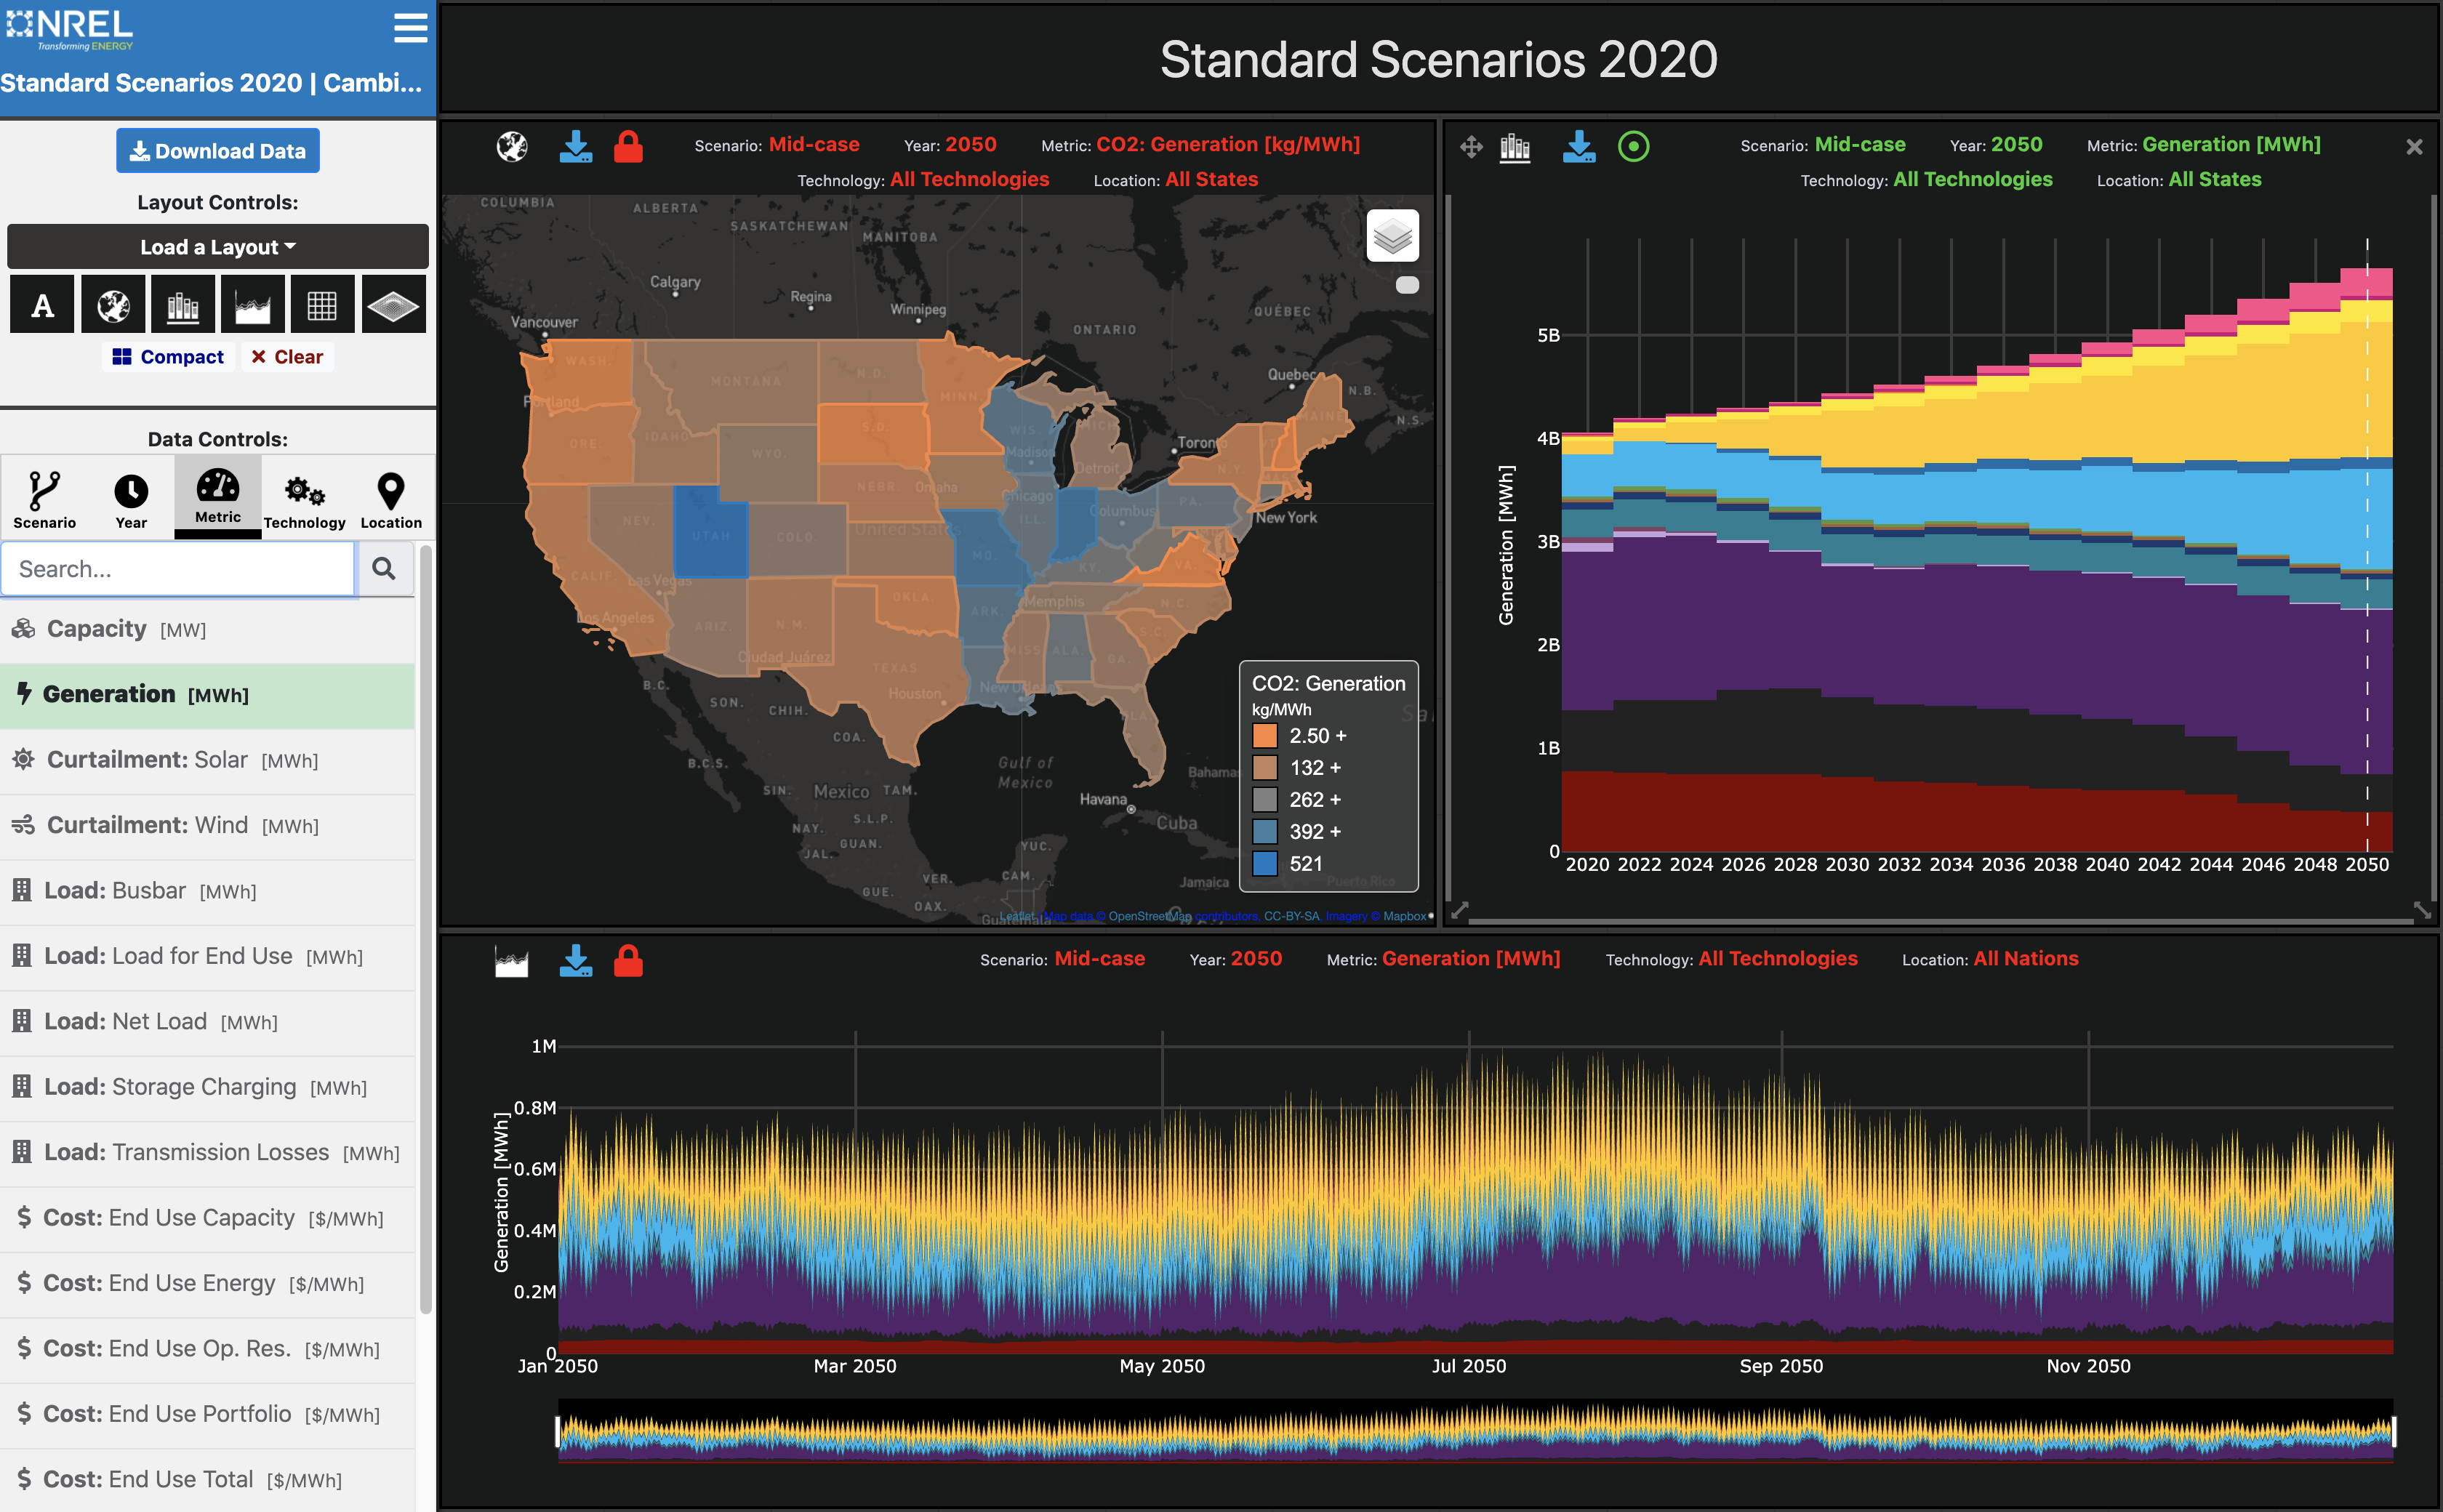 NREL
Transforming ENERGY
Standard Scenarios 2020 | Cambi...
Download Data
Layout Controls:
Load a Layout
A
Compact
Clear
Data Controls:
Scenario
Year
Metric
Technology
Location
Search...
Capacity [MW]
Generation [MWh]
Curtailment: Solar [MWh]
Curtailment: Wind [MWh]
Load: Busbar [MWh]
Load: Load for End Use [MWh]
Load: Net Load [MWh]
Load: Storage Charging [MWh]
Load: Transmission Losses [MWh]
$ Cost: End Use Capacity [$/MWh]
$ Cost: End Use Energy [$/MWh]
$ Cost: End Use Op. Res. [$/MWh]
$ Cost: End Use Portfolio [$/MWh]
$ Cost: End Use Total [$/MWh]
Standard Scenarios 2020
Scenario: Mid-case Year: 2050 Metric: CO2: Generation [kg/MWh]
Technology: All Technologies Location: All States
COLUMBIA
ALBERTA
SASKATCHEWAN
MANITOBA
Calgary
Regina
Winnipeg
Vancouver
ONTARIO
QUÉBEC
Quebec
N.B.
N.S.
WASH.
MONTANA
N.D.
MINN
Portland
ORE.
IDAHO
S.D.
WIS.
MICH
MAINE
Toronto
VT.
WYO.
Madison
Detroit
N.Y.
NEBR
Omaha
Chicago
PA.
New York
NEV.
UTAH
COLO.
United States
ILL.
Columbus
MO.
CALIF.
Las Vegas
KY.
VA.
Los Angeles
ARIZ.
N.M.
OKLA
ARK.
Memphis
N.C.
S.C.
Ciudad Juárez
TEXAS
MISS
ALA.
GA.
B.C.
Houston
New Orleans
SON.
CHIH.
FLA.
COA.
B.C.S.
Gulf of
Mexico
Bahamas
SIN.
Mexico
TAM.
Havana
Cuba
NAY.
S.L.P.
GUAN.
JAL.
YUC.
VER.
CAM.
GUE.
OAX.
Jamaica
Puerto Rico
Guatemala
CO2: Generation
kg/MWh
2.50 +
132 +
262 +
392 +
521
Leaflet | Map data © OpenStreetMap contributors, CC-BY-SA, Imagery © Mapbox
Scenario: Mid-case Year: 2050 Metric: Generation [MWh]
Technology: All Technologies Location: All States
Generation [MWh]
5B
4B
3B
2B
1B
0
2020 2022 2024 2026 2028 2030 2032 2034 2036 2038 2040 2042 2044 2046 2048 2050
Scenario: Mid-case Year: 2050 Metric: Generation [MWh] Technology: All Technologies Location: All Nations
Generation [MWh]
1M
0.8M
0.6M
0.4M
0.2M
0
Jan 2050 Mar 2050 May 2050 Jul 2050 Sep 2050 Nov 2050